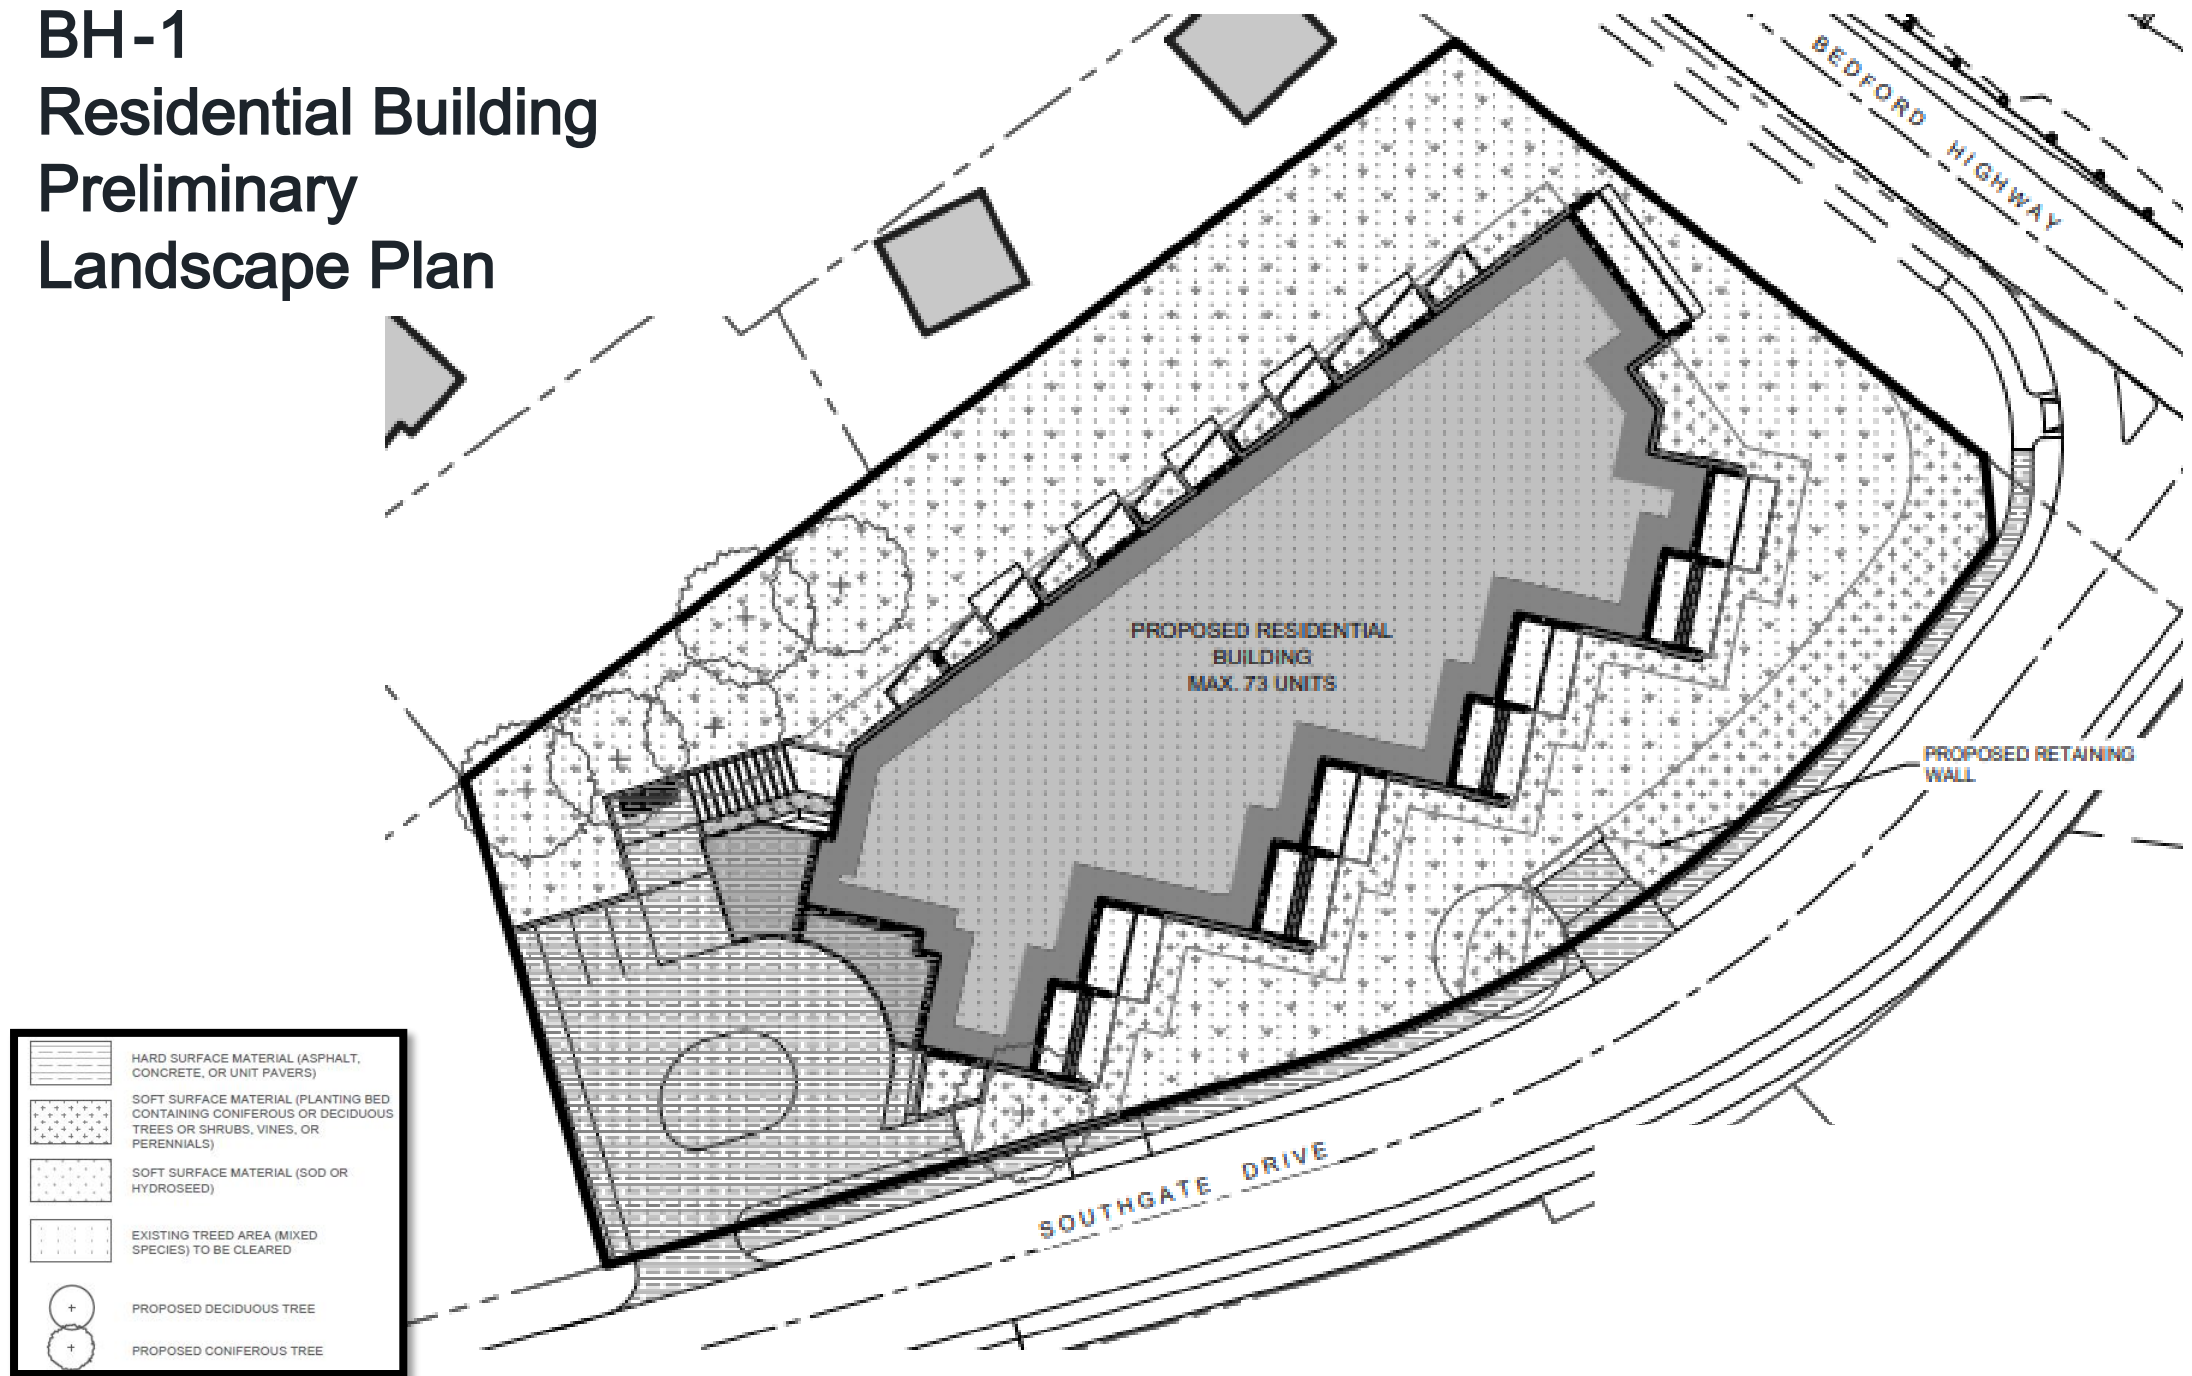 BH-1
Residential Building
Preliminary
Landscape Plan
BEDFORD HIGHWAY
PROPOSED RESIDENTIAL
BUILDING
MAX. 73 UNITS
PROPOSED RETAINING
WALL
SOUTHGATE DRIVE
HARD SURFACE MATERIAL (ASPHALT,
CONCRETE, OR UNIT PAVERS)
SOFT SURFACE MATERIAL (PLANTING BED
CONTAINING CONIFEROUS OR DECIDUOUS
TREES OR SHRUBS, VINES, OR
PERENNIALS)
SOFT SURFACE MATERIAL (SOD OR
HYDROSEED)
EXISTING TREED AREA (MIXED
SPECIES) TO BE CLEARED
PROPOSED DECIDUOUS TREE
PROPOSED CONIFEROUS TREE